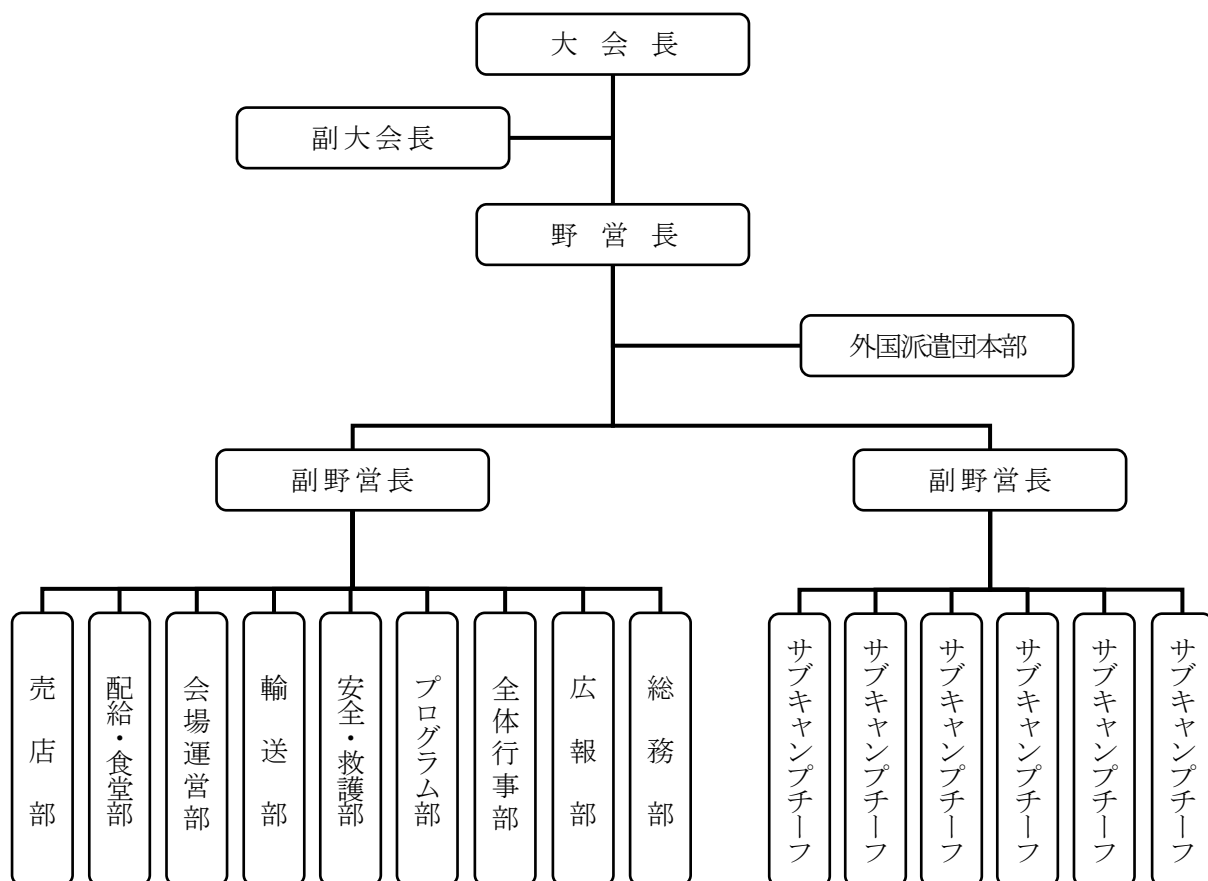 大会長
副大会長
野営長
外国派遣団本部
副野営長
副野営長
売店部
配給・食堂部
会場運営部
輸送部
安全・救護部
プログラム部
全体行事部
広報部
総務部
サブキャンプチーフ
サブキャンプチーフ
サブキャンプチーフ
サブキャンプチーフ
サブキャンプチーフ
サブキャンプチーフ